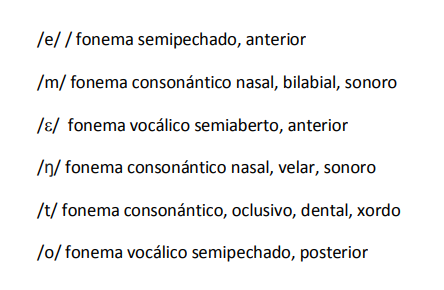 /e/ / fonema semipechado, anterior
/m/ fonema consonántico nasal, bilabial, sonoro
/ɛ/ fonema vocálico semiaberto, anterior
/ŋ/ fonema consonántico nasal, velar, sonoro
/t/ fonema consonántico, oclusivo, dental, xordo
/o/ fonema vocálico semipechado, posterior